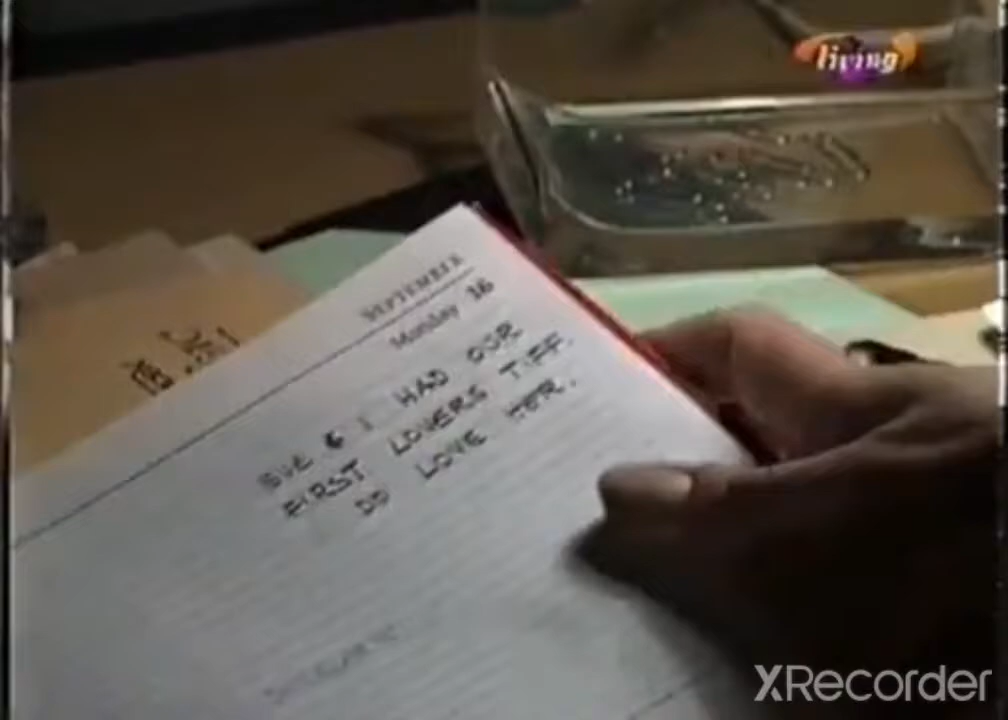 living
SEPTEMBER
Monday 16
SUE & I HAD OUR
FIRST LOVERS TIFF.
DO LOVE HER.
XRecorder